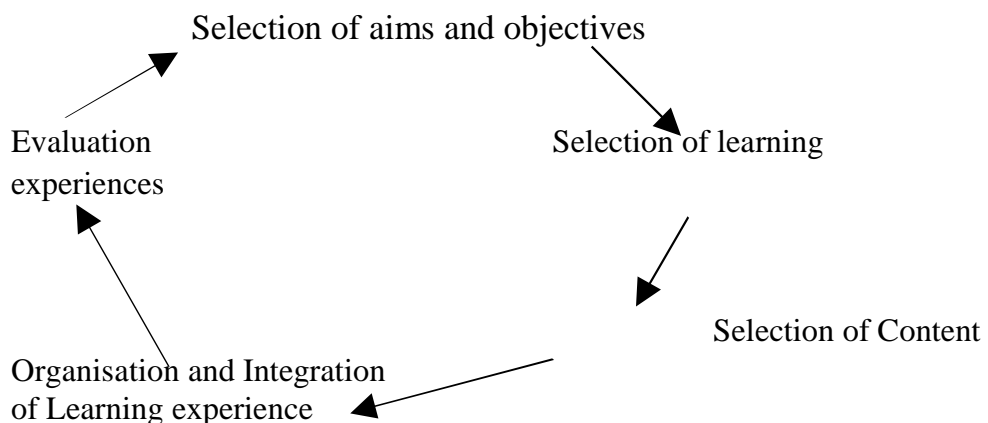 Selection of aims and objectives
Evaluation
experiences
Selection of learning
Selection of Content
Organisation and Integration
of Learning experience